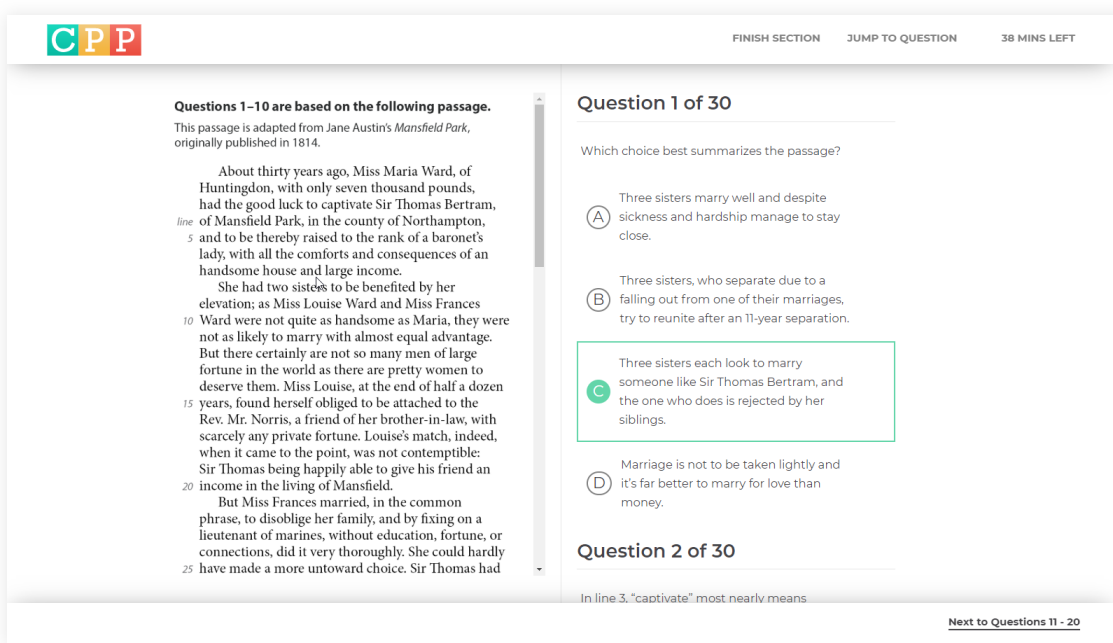 CPP
FINISH SECTION
JUMP TO QUESTION
38 MINS LEFT
Questions 1–10 are based on the following passage.
This passage is adapted from Jane Austin's Mansfield Park,
originally published in 1814.
About thirty years ago, Miss Maria Ward, of
Huntingdon, with only seven thousand pounds,
had the good luck to captivate Sir Thomas Bertram,
line of Mansfield Park, in the county of Northampton,
5 and to be thereby raised to the rank of a baronet's
lady, with all the comforts and consequences of an
handsome house and large income.
She had two sisters to be benefited by her
elevation; as Miss Louise Ward and Miss Frances
10 Ward were not quite as handsome as Maria, they were
not as likely to marry with almost equal advantage.
But there certainly are not so many men of large
fortune in the world as there are pretty women to
deserve them. Miss Louise, at the end of half a dozen
15 years, found herself obliged to be attached to the
Rev. Mr. Norris, a friend of her brother-in-law, with
scarcely any private fortune. Louise's match, indeed,
when it came to the point, was not contemptible:
Sir Thomas being happily able to give his friend an
20 income in the living of Mansfield.
But Miss Frances married, in the common
phrase, to disoblige her family, and by fixing on a
lieutenant of marines, without education, fortune, or
connections, did it very thoroughly. She could hardly
25 have made a more untoward choice. Sir Thomas had
Question 1 of 30
Which choice best summarizes the passage?
A
Three sisters marry well and despite
sickness and hardship manage to stay
close.
B
Three sisters, who separate due to a
falling out from one of their marriages,
try to reunite after an 11-year separation.
C
Three sisters each look to marry
someone like Sir Thomas Bertram, and
the one who does is rejected by her
siblings.
D
Marriage is not to be taken lightly and
it's far better to marry for love than
money.
Question 2 of 30
In line 3, "captivate" most nearly means
Next to Questions 11 - 20